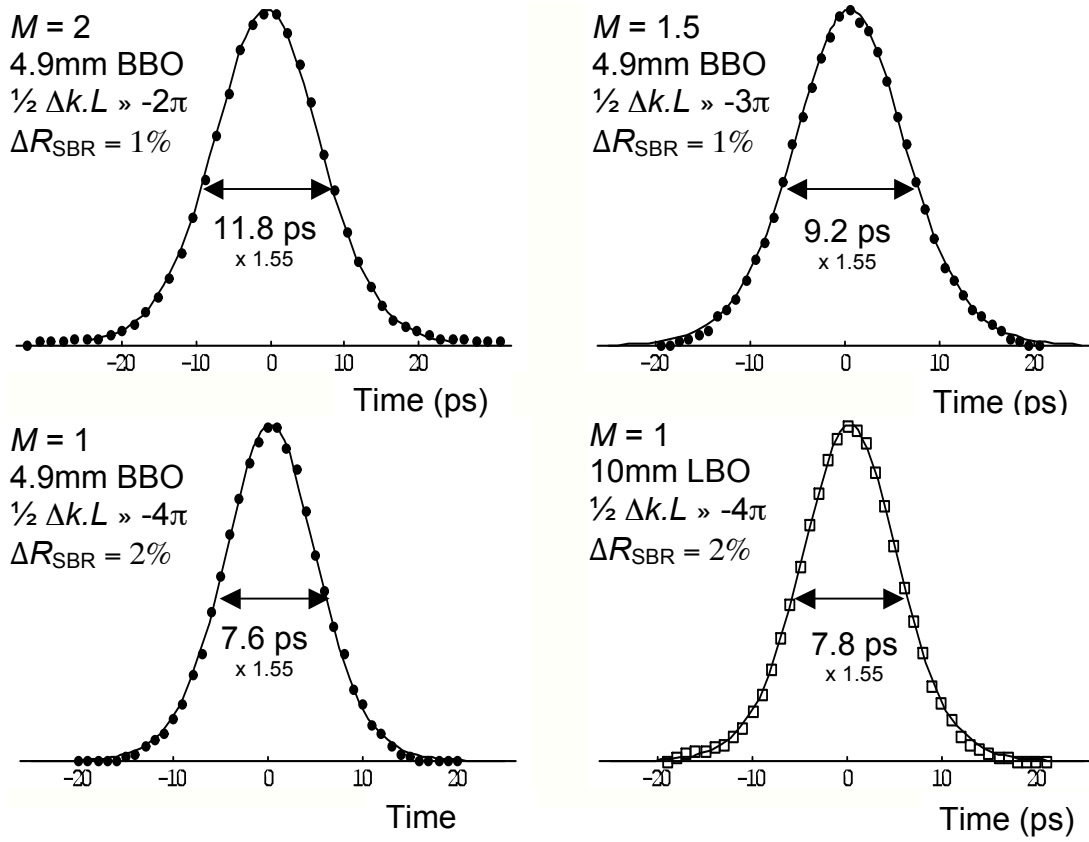 M = 2
4.9mm BBO
½ Δk.L » -2π
ΔR_SBR = 1%
11.8 ps
x 1.55
-20 -10 0 10 20
Time (ps)
M = 1.5
4.9mm BBO
½ Δk.L » -3π
ΔR_SBR = 1%
9.2 ps
x 1.55
-20 -10 0 10 20
Time (ps)
M = 1
4.9mm BBO
½ Δk.L » -4π
ΔR_SBR = 2%
7.6 ps
x 1.55
-20 -10 0 10 20
Time
M = 1
10mm LBO
½ Δk.L » -4π
ΔR_SBR = 2%
7.8 ps
x 1.55
-20 -10 0 10 20
Time (ps)